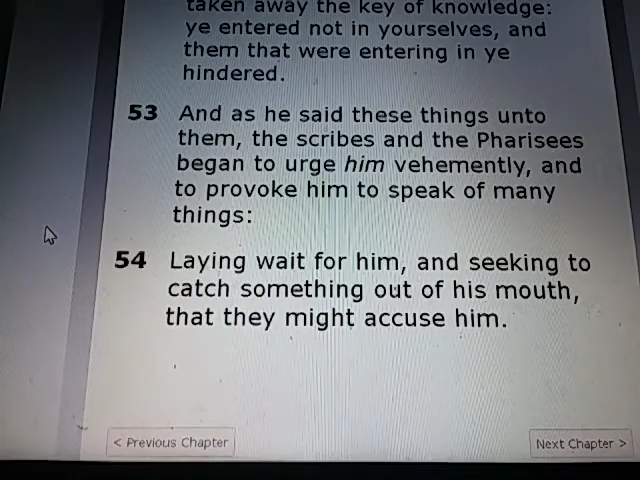 taken away the key of knowledge:
ye entered not in yourselves, and
them that were entering in ye
hindered.
53 And as he said these things unto
them, the scribes and the Pharisees
began to urge him vehemently, and
to provoke him to speak of many
things:
54 Laying wait for him, and seeking to
catch something out of his mouth,
that they might accuse him.
< Previous Chapter
Next Chapter >